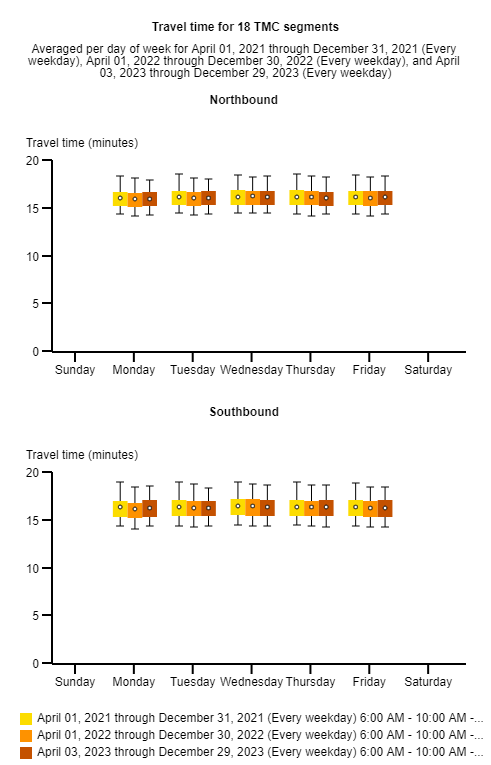 Travel time for 18 TMC segments
Averaged per day of week for April 01, 2021 through December 31, 2021 (Every
weekday), April 01, 2022 through December 30, 2022 (Every weekday), and April
03, 2023 through December 29, 2023 (Every weekday)
Northbound
Travel time (minutes)
20
15
10
5
0
Sunday Monday Tuesday Wednesday Thursday Friday Saturday
Southbound
Travel time (minutes)
20
15
10
5
0
Sunday Monday Tuesday Wednesday Thursday Friday Saturday
April 01, 2021 through December 31, 2021 (Every weekday) 6:00 AM - 10:00 AM -...
April 01, 2022 through December 30, 2022 (Every weekday) 6:00 AM - 10:00 AM -...
April 03, 2023 through December 29, 2023 (Every weekday) 6:00 AM - 10:00 AM -...